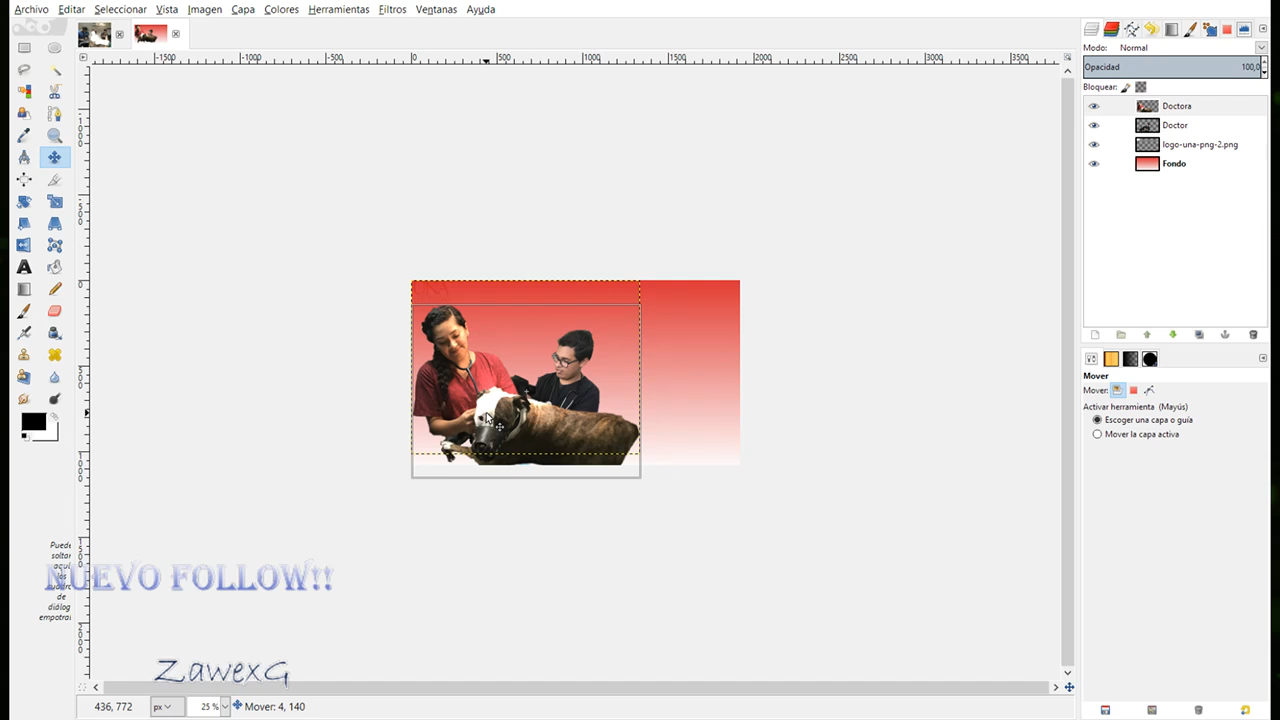 Archivo Editar Vista Imagen Capa Colores Herramientas Filtros Ventanas Ayuda
Modo: Normal
Opacidad 100,0
Bloquear:
Doctora
Doctor
logo-una-png-2.png
Fondo
-1500 -1000 -500 0 500 1000 1500 2000 2500 3000 3500
Mover
Mover:
Activar herramienta (Mayús)
Escoger una capa o guía
Mover la capa activa
Puede
soltar
aquí
los
de
diálog
empotra
NUEVO FOLLOW!!
ZawexG
436, 772 px 25 % Mover: 4, 140